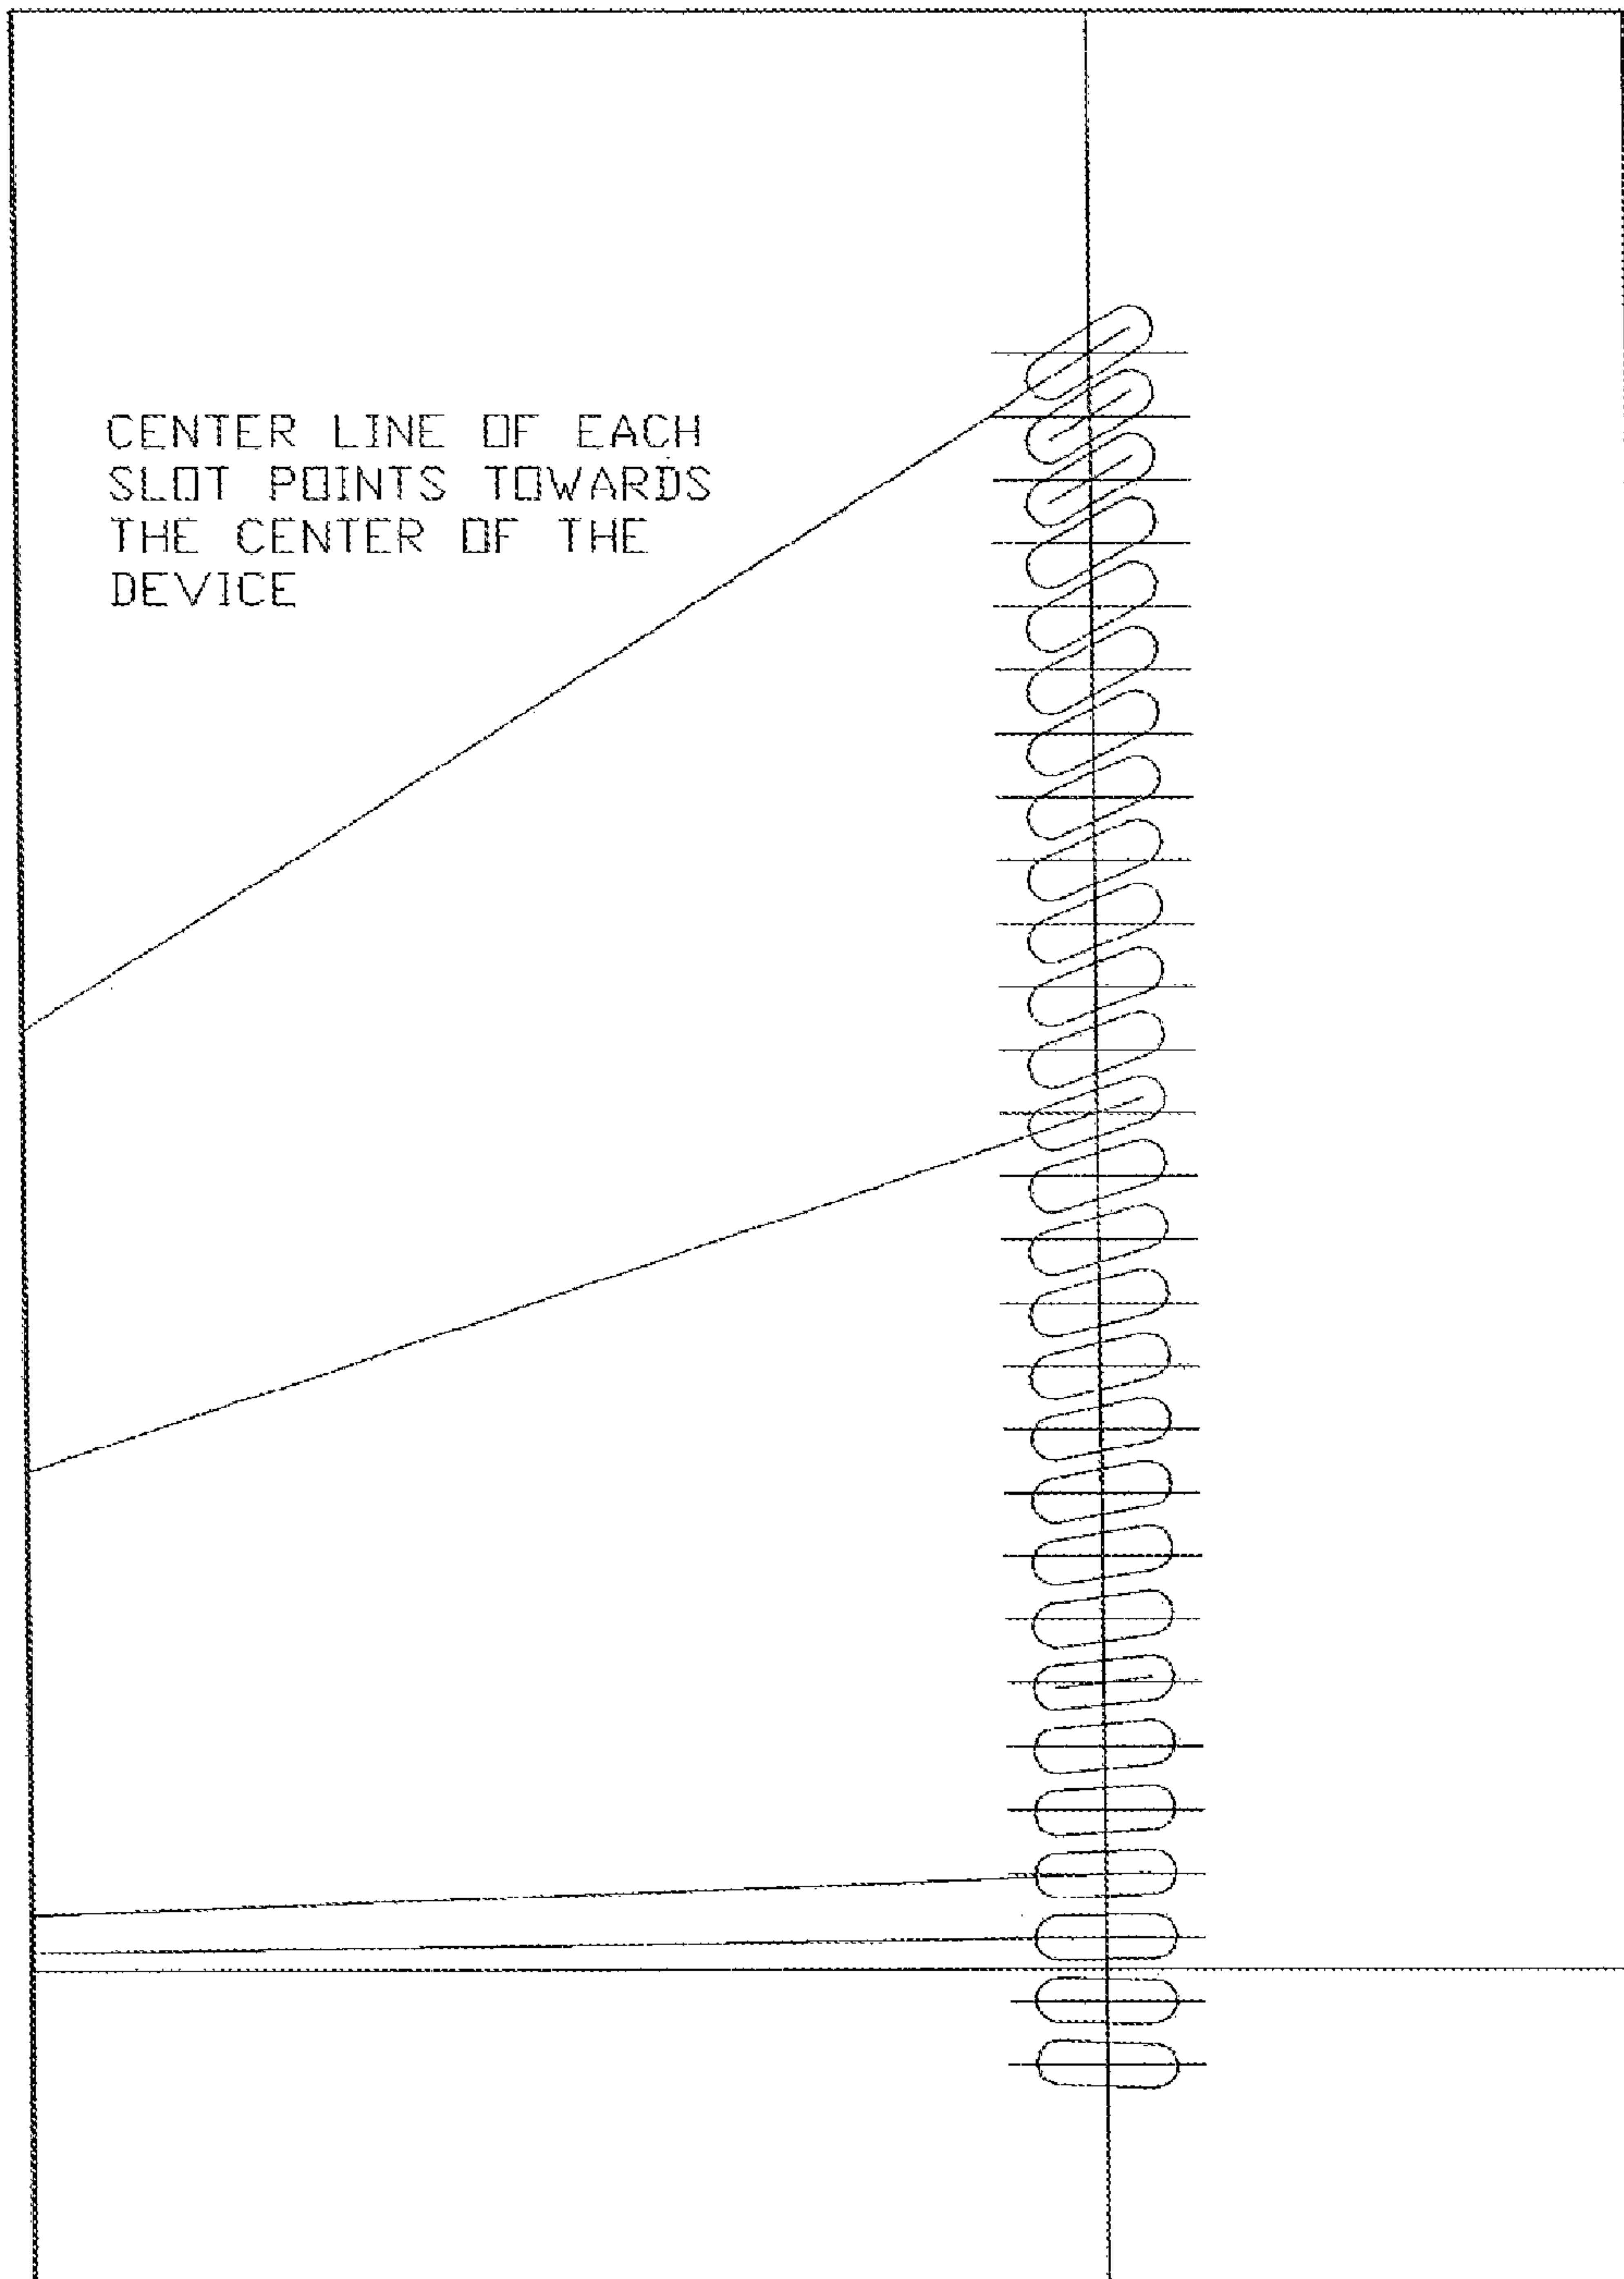 CENTER LINE OF EACH
SLOT POINTS TOWARDS
THE CENTER OF THE
DEVICE